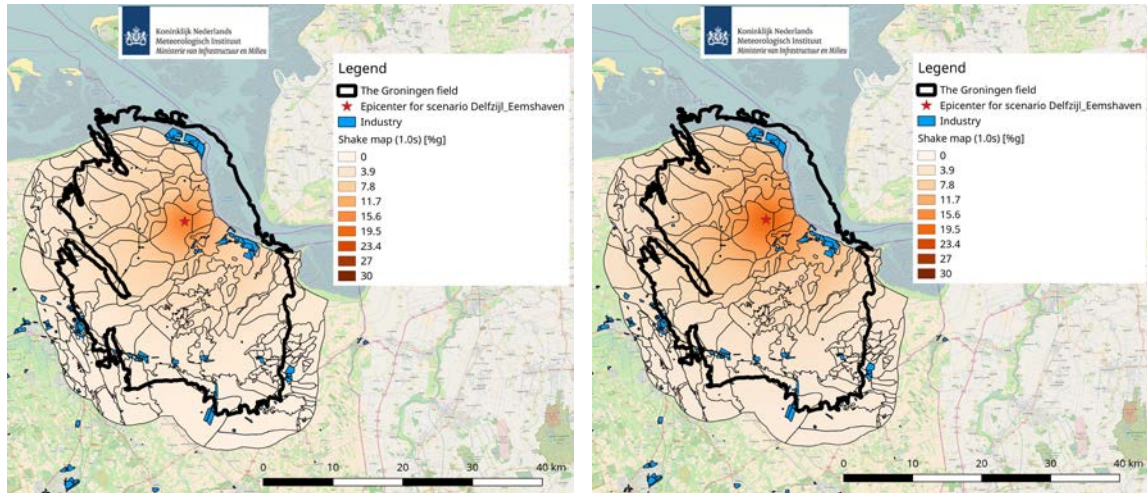 Koninklijk Nederlands
Meteorologisch Instituut
Ministerie van Infrastructuur en Milieu
Legend
The Groningen field
Epicenter for scenario Delfzijl_Eemshaven
Industry
Shake map (1.0s) [%g]
0
3.9
7.8
11.7
15.6
19.5
23.4
27
30
0 10 20 30 40 km
Koninklijk Nederlands
Meteorologisch Instituut
Ministerie van Infrastructuur en Milieu
Legend
The Groningen field
Epicenter for scenario Delfzijl_Eemshaven
Industry
Shake map (1.0s) [%g]
0
3.9
7.8
11.7
15.6
19.5
23.4
27
30
0 10 20 30 40 km